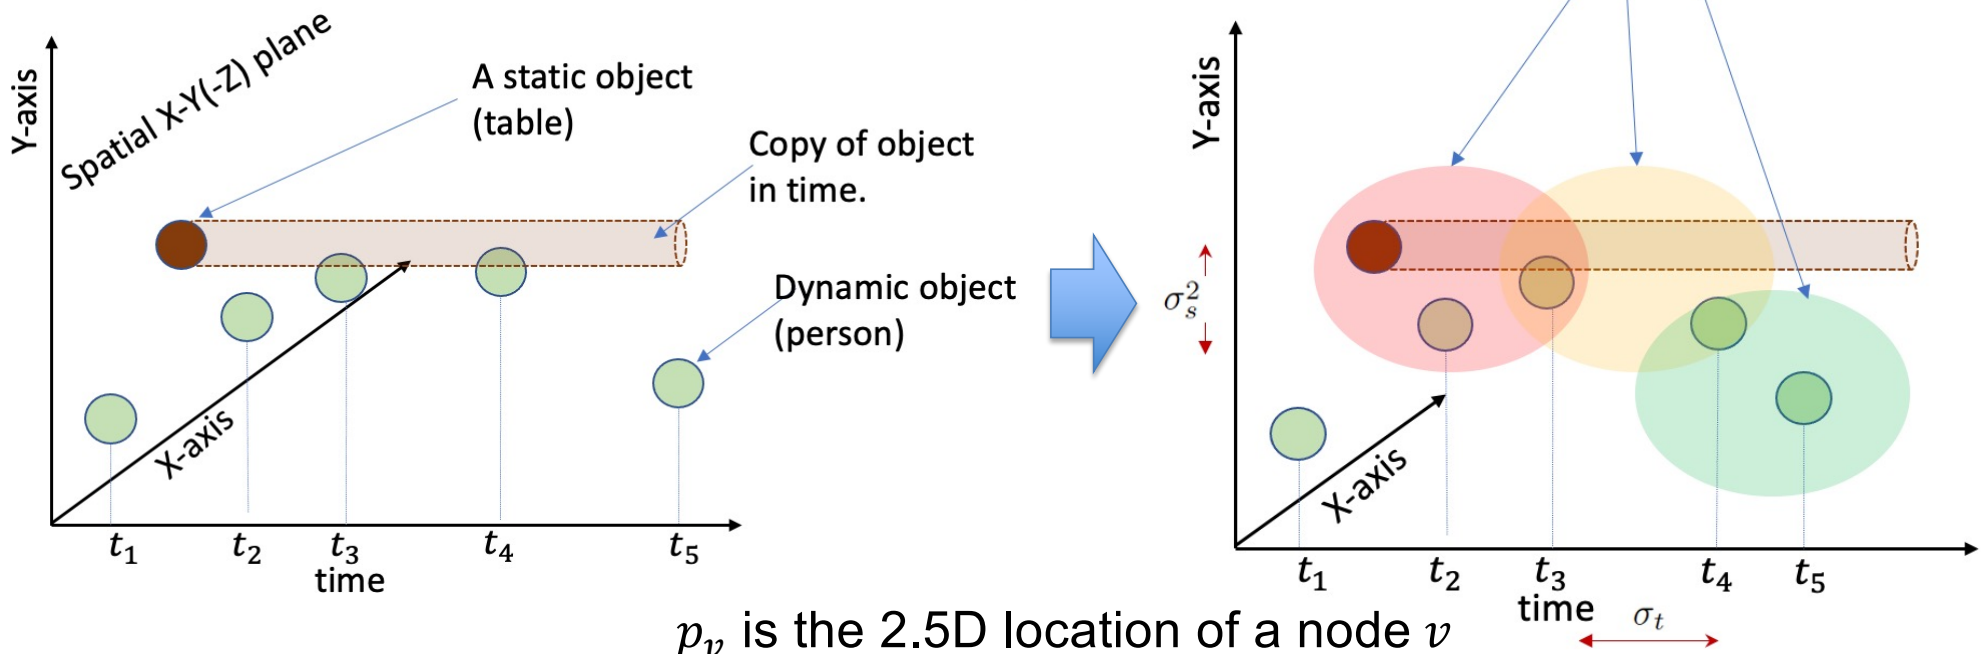 Y-axis
Spatial X-Y(-Z) plane
A static object
(table)
Copy of object
in time.
Dynamic object
(person)
X-axis
t₁ t₂ t₃ t₄ t₅
time
Y-axis
σₛ²
X-axis
t₁ t₂ t₃ t₄ t₅
time
σₜ
pᵥ is the 2.5D location of a node v